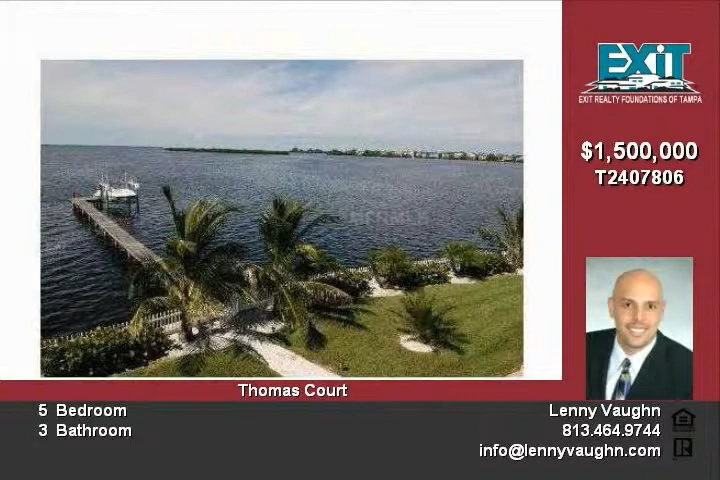 EXIT
EXIT REALTY FOUNDATIONS OF TAMPA
$1,500,000
T2407806
Thomas Court
5 Bedroom
3 Bathroom
Lenny Vaughn
813.464.9744
info@lennyvaughn.com